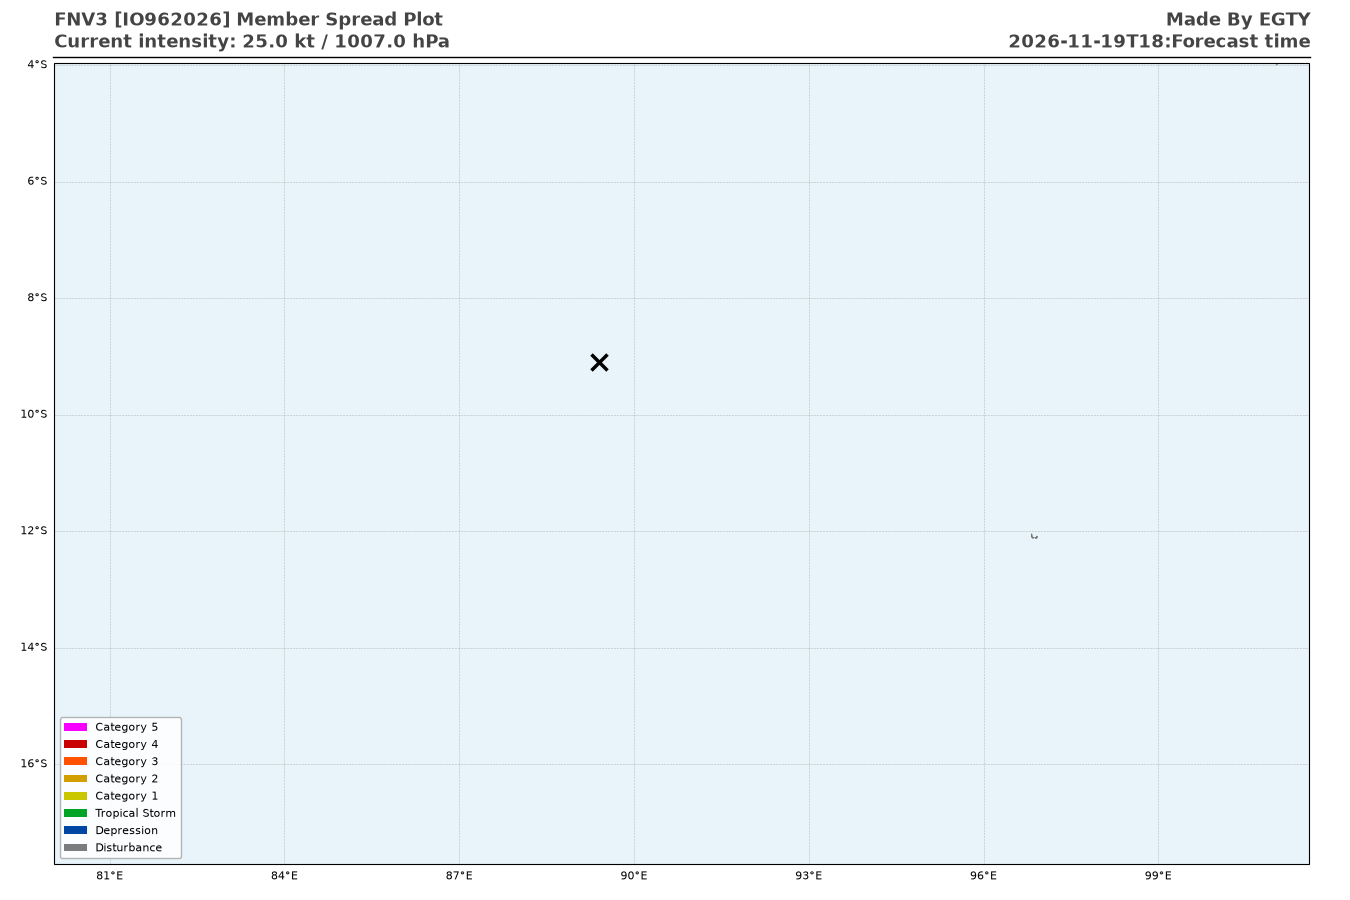 FNV3 [IO962026] Member Spread Plot
Current intensity: 25.0 kt / 1007.0 hPa
Made By EGTY
2026-11-19T18:Forecast time
4°S
6°S
8°S
10°S
12°S
14°S
16°S
Category 5
Category 4
Category 3
Category 2
Category 1
Tropical Storm
Depression
Disturbance
81°E
84°E
87°E
90°E
93°E
96°E
99°E